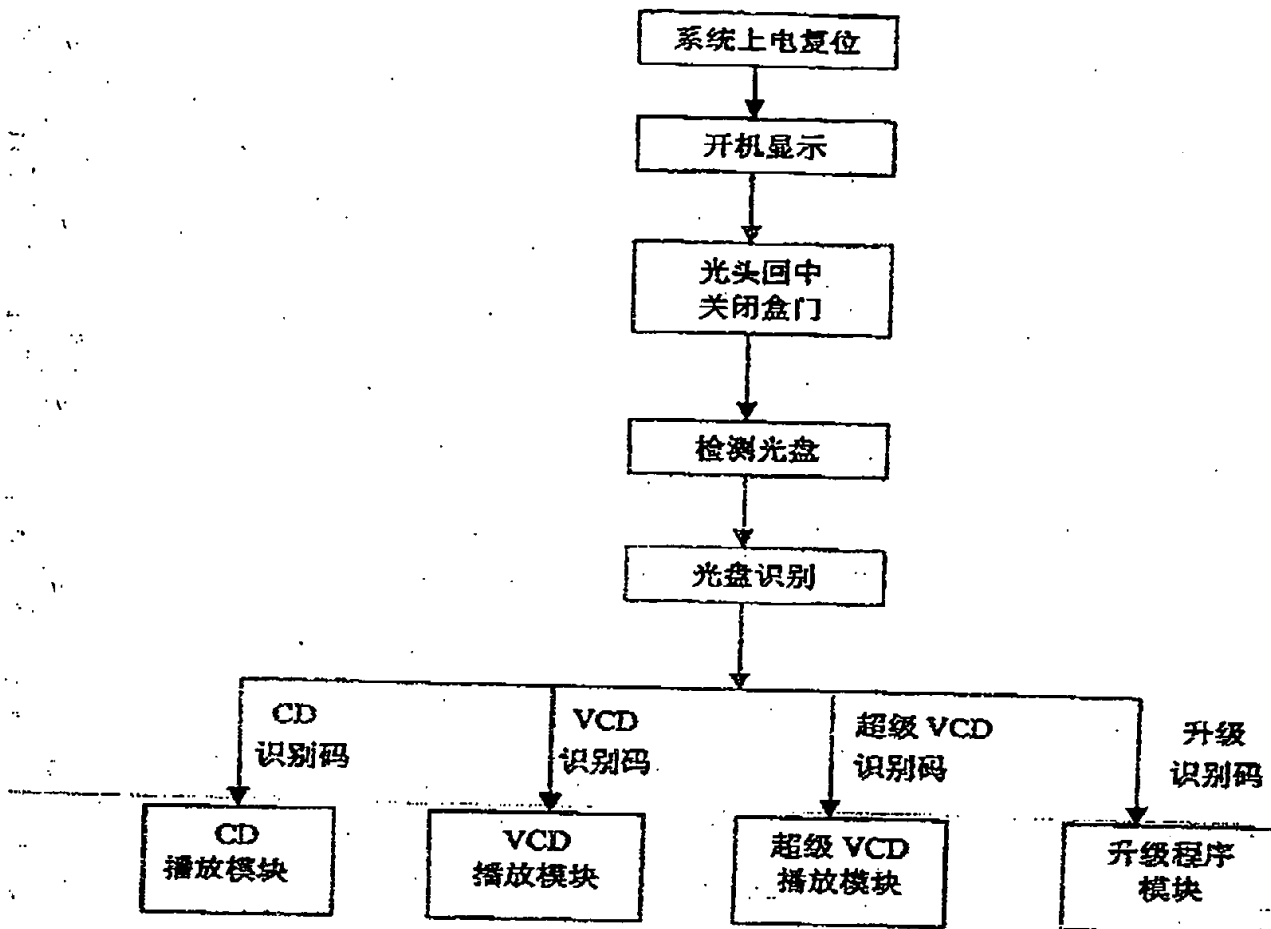 系统上电复位
开机显示
光头回中
关闭盒门
检测光盘
光盘识别
CD
识别码
VCD
识别码
超级 VCD
识别码
升级
识别码
CD
播放模块
VCD
播放模块
超级 VCD
播放模块
升级程序
模块